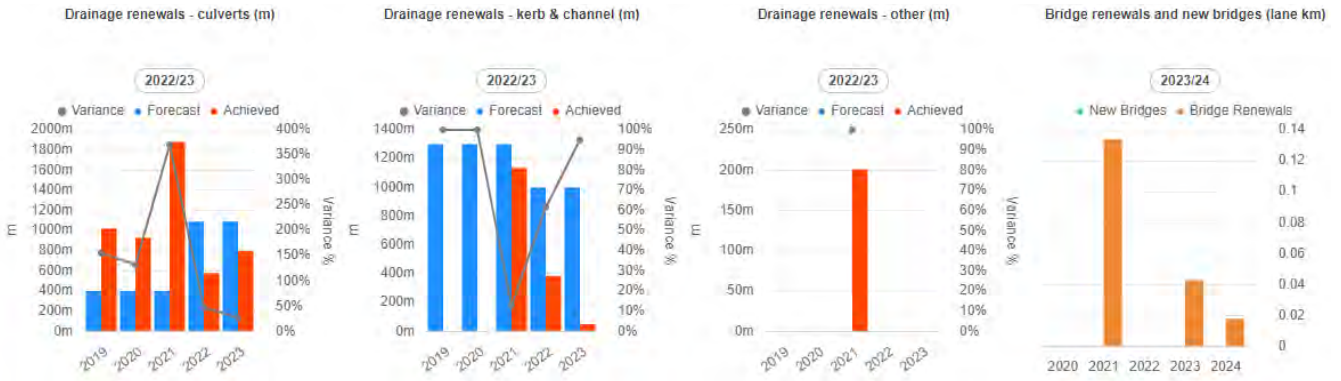 Drainage renewals - culverts (m)
2022/23
Variance Forecast Achieved
2000m
1800m
1600m
1400m
1200m
1000m
800m
600m
400m
200m
0m
m
400%
350%
300%
250%
200%
150%
100%
50%
0%
Variance %
2019 2020 2021 2022 2023
Drainage renewals - kerb & channel (m)
2022/23
Variance Forecast Achieved
1400m
1200m
1000m
800m
600m
400m
200m
0m
m
100%
90%
80%
70%
60%
50%
40%
30%
20%
10%
0%
Variance %
2019 2020 2021 2022 2023
Drainage renewals - other (m)
2022/23
Variance Forecast Achieved
250m
200m
150m
100m
50m
0m
m
100%
90%
80%
70%
60%
50%
40%
30%
20%
10%
0%
Variance %
2019 2020 2021 2022 2023
Bridge renewals and new bridges (lane km)
2023/24
New Bridges Bridge Renewals
0.14
0.12
0.1
0.08
0.06
0.04
0.02
0
2020 2021 2022 2023 2024